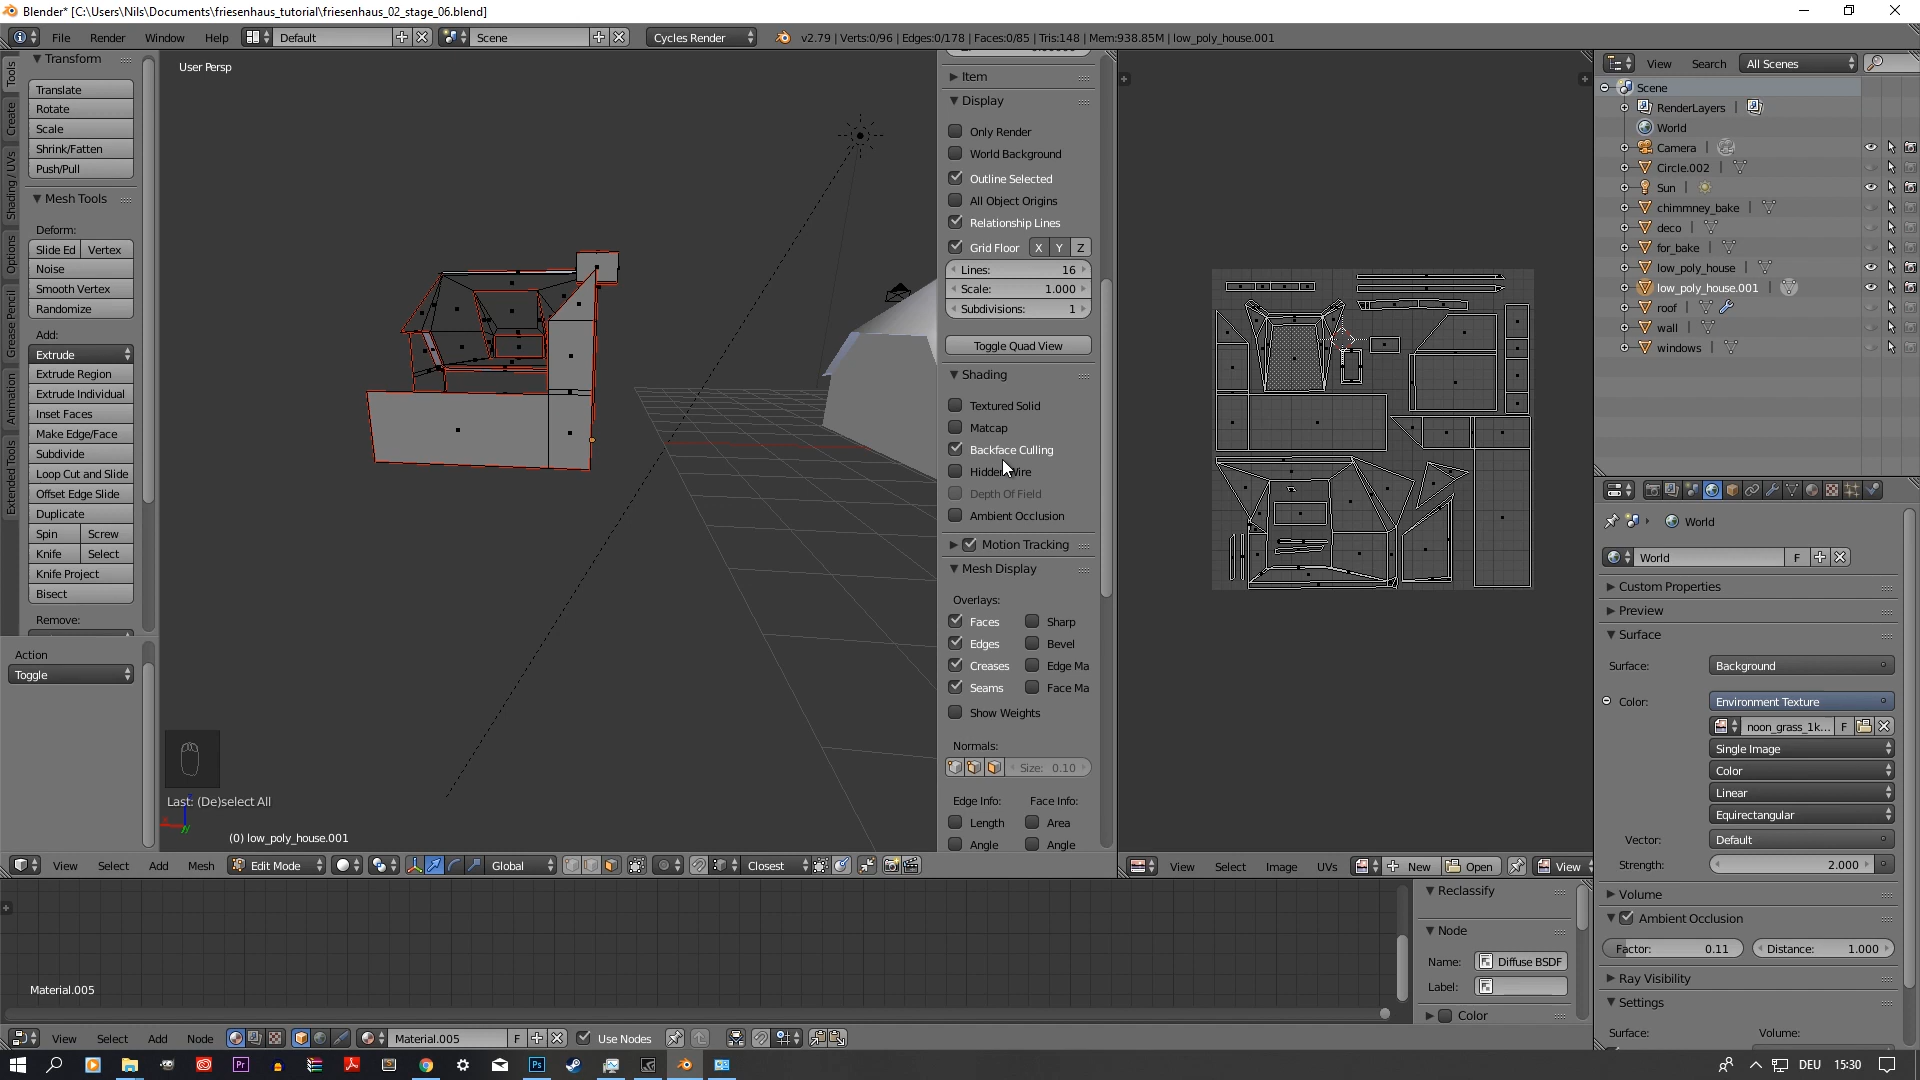 Blender* [C:\Users\Nils\Documents\friesenhaus_tutorial\friesenhaus_02_stage_06.blend]
File Render Window Help Default Scene Cycles Render v2.79 | Verts:0/96 | Edges:0/178 | Faces:0/85 | Tris:148 | Mem:938.85M | low_poly_house.001
Tools
Create
Shading / UVs
Options
Grease Pencil
Animation
Extended Tools
Transform
Translate
Rotate
Scale
Shrink/Fatten
Push/Pull
Mesh Tools
Deform:
Slide Ed Vertex
Noise
Smooth Vertex
Randomize
Add:
Extrude
Extrude Region
Extrude Individual
Inset Faces
Make Edge/Face
Subdivide
Loop Cut and Slide
Offset Edge Slide
Duplicate
Spin Screw
Knife Select
Knife Project
Bisect
Remove:
Action
Toggle
User Persp
Last: (De)select All
(0) low_poly_house.001
Item
Display
Only Render
World Background
Outline Selected
All Object Origins
Relationship Lines
Grid Floor X Y Z
Lines: 16
Scale: 1.000
Subdivisions: 1
Toggle Quad View
Shading
Textured Solid
Matcap
Backface Culling
Hidden Wire
Depth Of Field
Ambient Occlusion
Motion Tracking
Mesh Display
Overlays:
Faces Sharp
Edges Bevel
Creases Edge Ma
Seams Face Ma
Show Weights
Normals:
Size: 0.10
Edge Info: Face Info:
Length Area
Angle Angle
View Select Add Mesh Edit Mode Global Closest
View Select Image UVs New Open View
View Search All Scenes
Scene
RenderLayers
World
Camera
Circle.002
Sun
chimmney_bake
deco
for_bake
low_poly_house
low_poly_house.001
roof
wall
windows
World
World F
Custom Properties
Preview
Surface
Surface: Background
Color: Environment Texture
noon_grass_1k... F
Single Image
Color
Linear
Equirectangular
Vector: Default
Strength: 2.000
Volume
Ambient Occlusion
Factor: 0.11 Distance: 1.000
Ray Visibility
Settings
Surface: Volume:
Material.005
Reclassify
Node
Name: Diffuse BSDF
Label:
Color
View Select Add Node Material.005 F Use Nodes
DEU 15:30